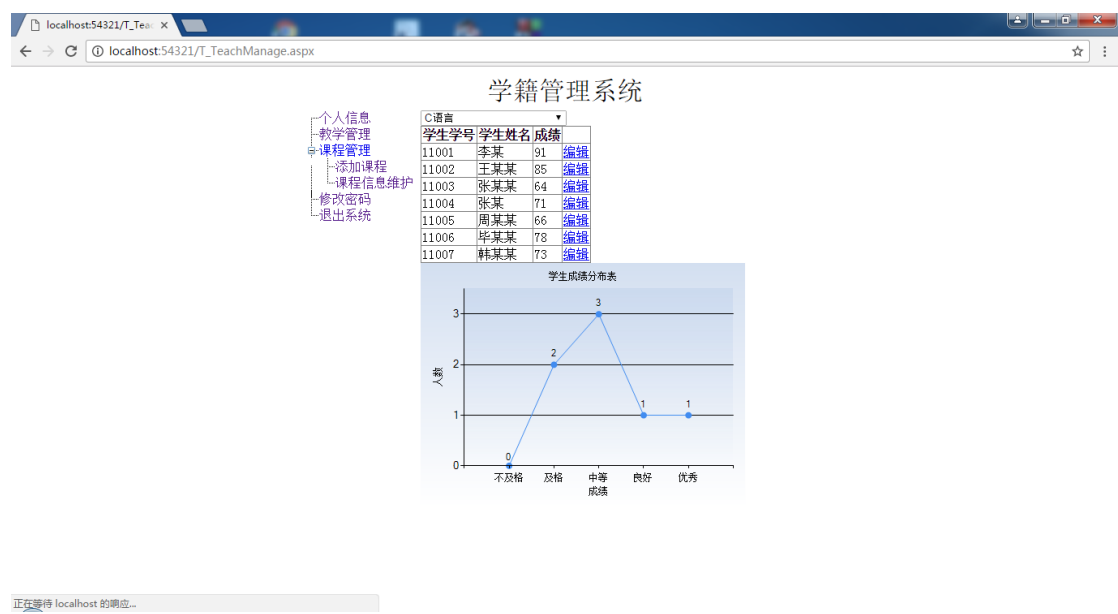 localhost:54321/T_Tea
localhost:54321/T_TeachManage.aspx
学籍管理系统
个人信息
教学管理
课程管理
添加课程
课程信息维护
修改密码
退出系统
C语言
学生学号 学生姓名 成绩
11001 李某 91 编辑
11002 王某某 85 编辑
11003 张某某 64 编辑
11004 张某 71 编辑
11005 周某某 66 编辑
11006 毕某某 78 编辑
11007 韩某某 73 编辑
学生成绩分布表
人数
3
2
1
0
0
2
3
1
1
不及格 及格 中等 良好 优秀
成绩
正在等待 localhost 的响应...